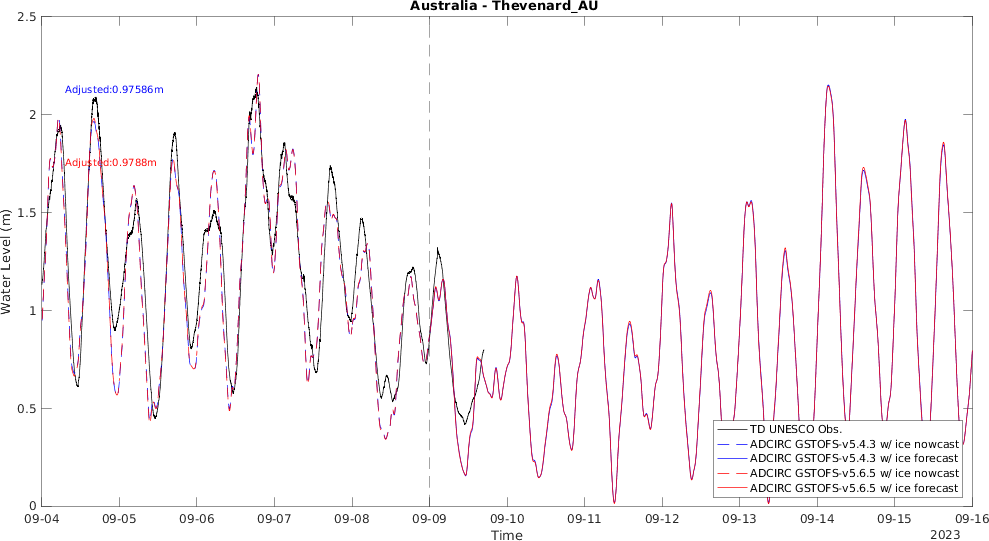 Australia - Thevenard_AU
2.5
2
1.5
1
0.5
0
Water Level (m)
Adjusted:0.97586m
Adjusted:0.9788m
TD UNESCO Obs.
ADCIRC GSTOFS-v5.4.3 w/ ice nowcast
ADCIRC GSTOFS-v5.4.3 w/ ice forecast
ADCIRC GSTOFS-v5.6.5 w/ ice nowcast
ADCIRC GSTOFS-v5.6.5 w/ ice forecast
09-04 09-05 09-06 09-07 09-08 09-09 09-10 09-11 09-12 09-13 09-14 09-15 09-16
Time
2023